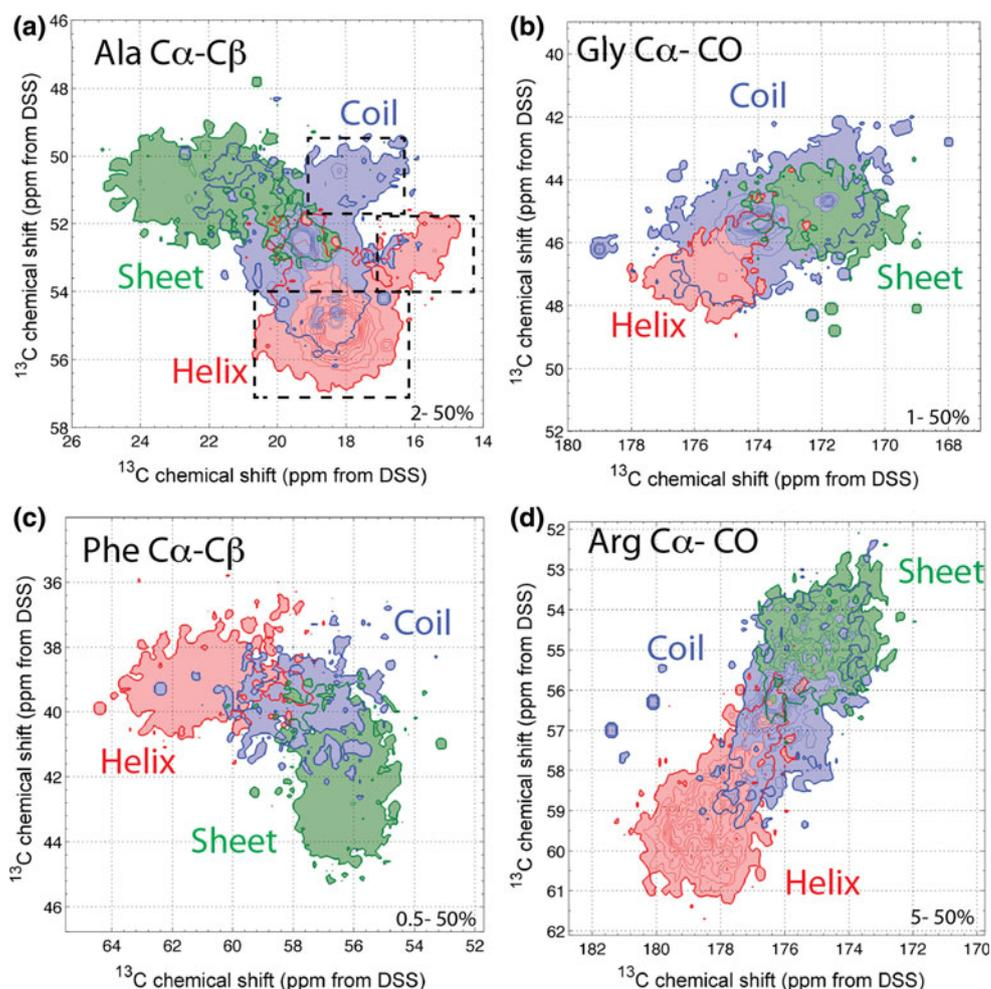 (a)
Ala Cα-Cβ
Coil
Sheet
Helix
2- 50%
46
48
50
52
54
56
58
26 24 22 20 18 16 14
¹³C chemical shift (ppm from DSS)
¹³C chemical shift (ppm from DSS)
(b)
Gly Cα- CO
Coil
Sheet
Helix
1- 50%
40
42
44
46
48
50
52
180 178 176 174 172 170 168
¹³C chemical shift (ppm from DSS)
¹³C chemical shift (ppm from DSS)
(c)
Phe Cα-Cβ
Coil
Helix
Sheet
0.5- 50%
36
38
40
42
44
46
64 62 60 58 56 54 52
¹³C chemical shift (ppm from DSS)
¹³C chemical shift (ppm from DSS)
(d)
Arg Cα- CO
Sheet
Coil
Helix
5- 50%
52
53
54
55
56
57
58
59
60
61
62
182 180 178 176 174 172 170
¹³C chemical shift (ppm from DSS)
¹³C chemical shift (ppm from DSS)